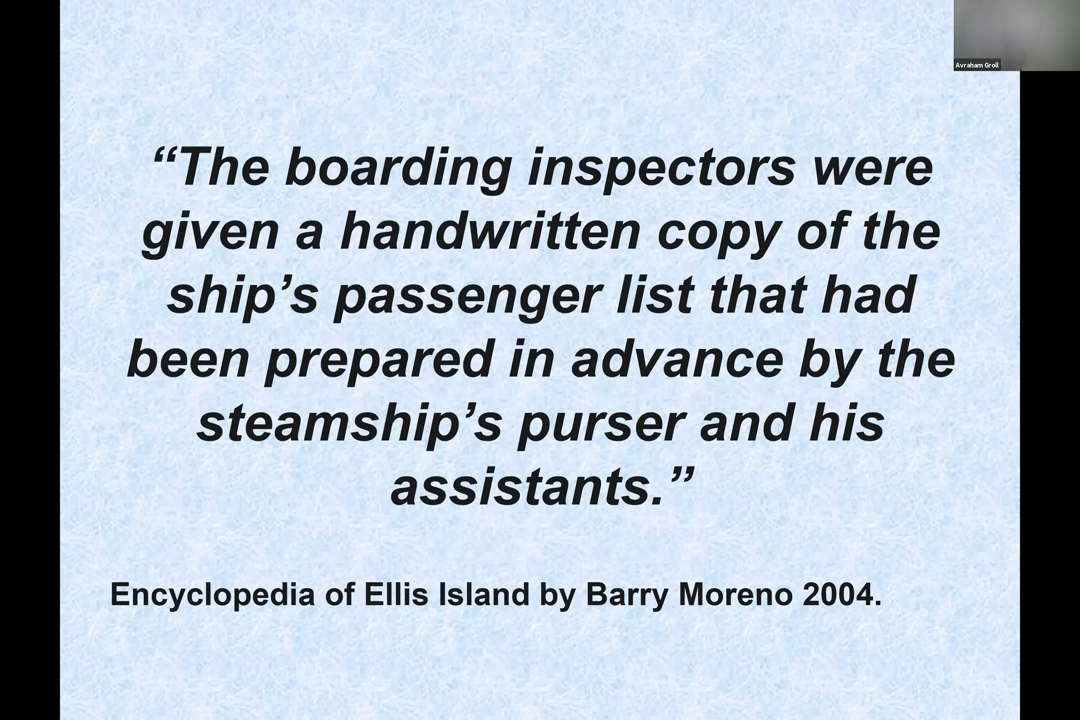 Avraham Groll
“The boarding inspectors were
given a handwritten copy of the
ship’s passenger list that had
been prepared in advance by the
steamship’s purser and his
assistants.”
Encyclopedia of Ellis Island by Barry Moreno 2004.